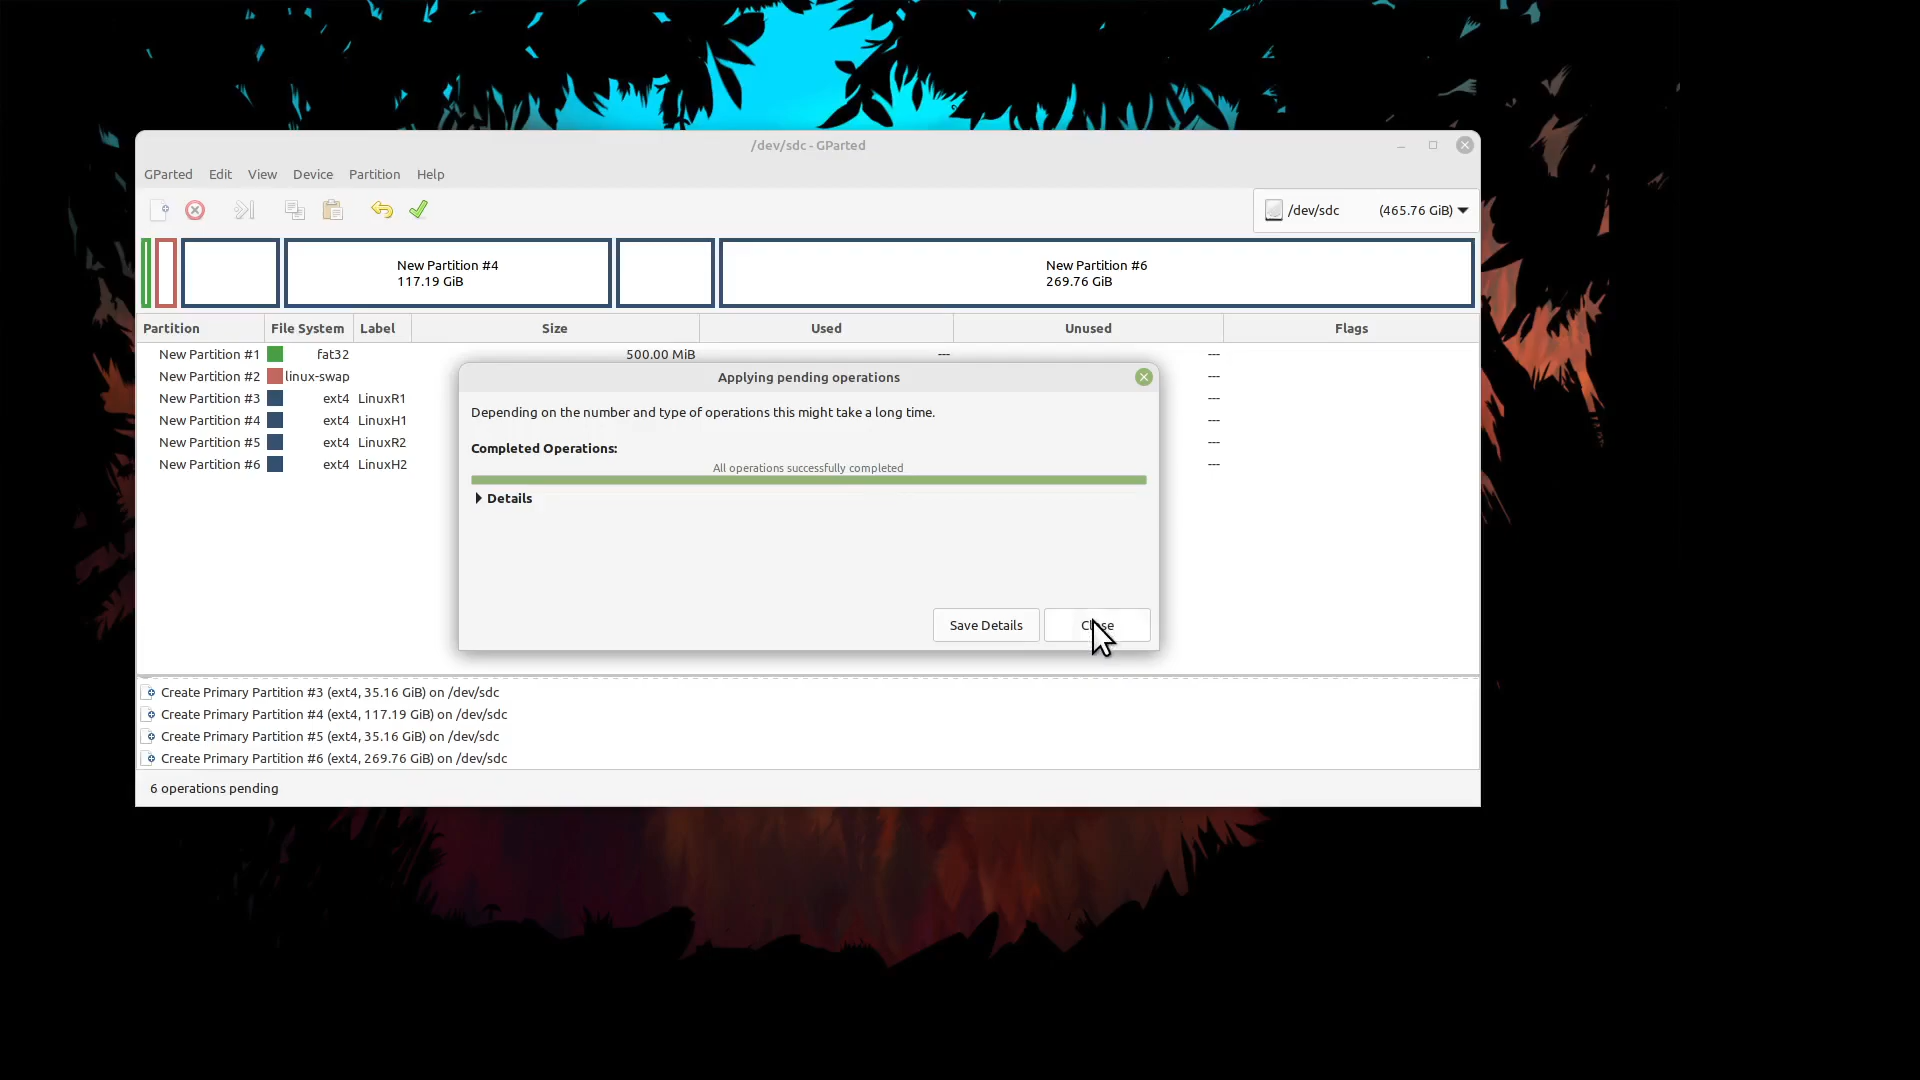 /dev/sdc - GParted
GParted Edit View Device Partition Help
/dev/sdc (465.76 GiB)
New Partition #4
117.19 GiB
New Partition #6
269.76 GiB
Partition File System Label Size Used Unused Flags
New Partition #1 fat32 500.00 MiB --- ---
New Partition #2 linux-swap ---
New Partition #3 ext4 LinuxR1 ---
New Partition #4 ext4 LinuxH1 ---
New Partition #5 ext4 LinuxR2 ---
New Partition #6 ext4 LinuxH2 ---
Applying pending operations
Depending on the number and type of operations this might take a long time.
Completed Operations:
All operations successfully completed
Details
Save Details Close
Create Primary Partition #3 (ext4, 35.16 GiB) on /dev/sdc
Create Primary Partition #4 (ext4, 117.19 GiB) on /dev/sdc
Create Primary Partition #5 (ext4, 35.16 GiB) on /dev/sdc
Create Primary Partition #6 (ext4, 269.76 GiB) on /dev/sdc
6 operations pending